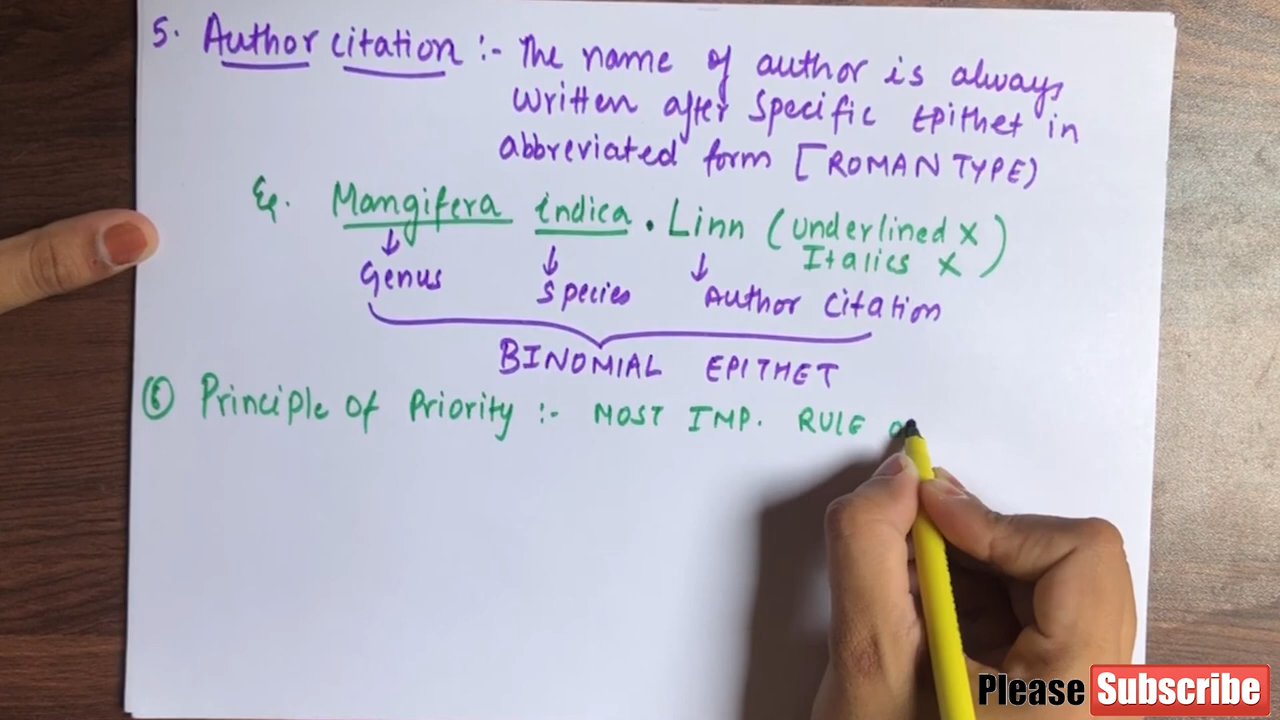 5. Author citation :- The name of author is always
written after Specific Epithet in
abbreviated form [ROMAN TYPE)
Eg. Mangifera indica. Linn (underlined x
Italics x)
Genus Species Author Citation
BINOMIAL EPITHET
⑥ Principle of Priority :- MOST IMP. RULE
Please Subscribe